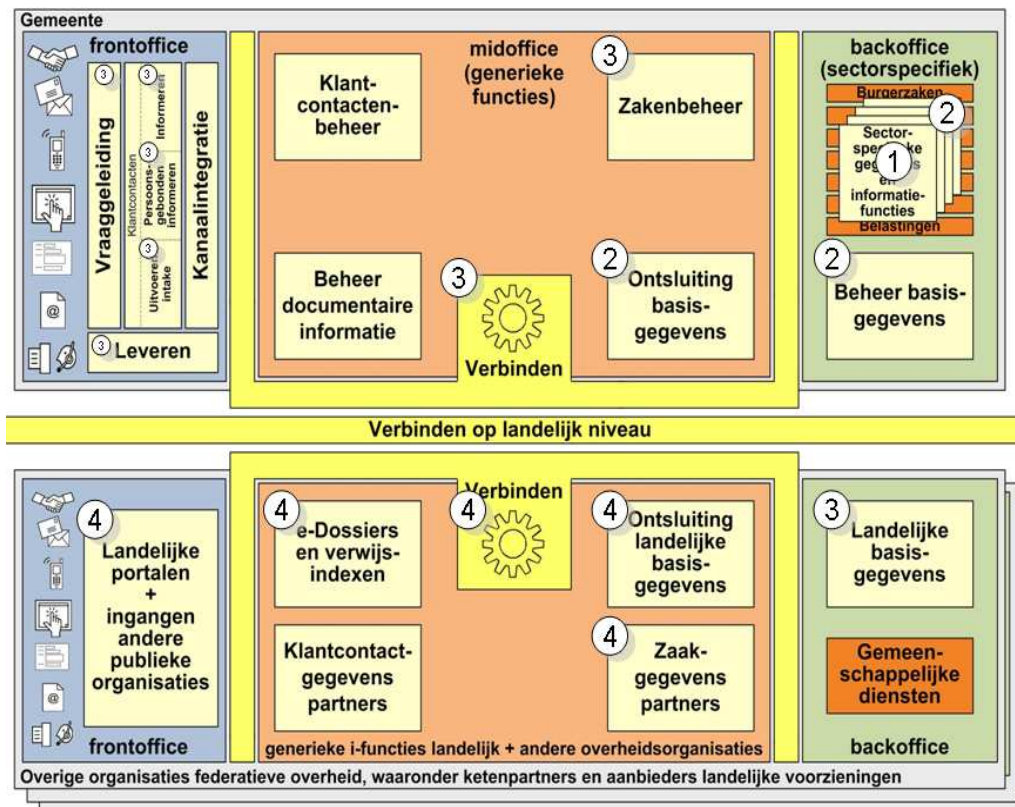 Gemeente
frontoffice
3
Vraaggeleiding
Klantcontacten
3
Informeren
3
Persoons-
gebonden
informeren
3
Uitvoeren
intake
Kanaalintegratie
@
3
Leveren
midoffice
(generieke
functies)
Klant-
contacten-
beheer
3
Zakenbeheer
Beheer
documentaire
informatie
3
Verbinden
2
Ontsluiting
basis-
gegevens
backoffice
(sectorspecifiek)
Burgerzaken
2
Sector-
1
en
informatie-
functies
Belastingen
2
Beheer basis-
gegevens
Verbinden op landelijk niveau
4
Landelijke
portalen
+
ingangen
andere
publieke
organisaties
@
frontoffice
4
e-Dossiers
en verwijs-
indexen
Verbinden
4
4
Ontsluiting
landelijke
basis-
gegevens
Klantcontact-
gegevens
partners
4
Zaak-
gegevens
partners
generieke i-functies landelijk + andere overheidsorganisaties
3
Landelijke
basis-
gegevens
Gemeen-
schappelijke
diensten
backoffice
Overige organisaties federatieve overheid, waaronder ketenpartners en aanbieders landelijke voorzieningen